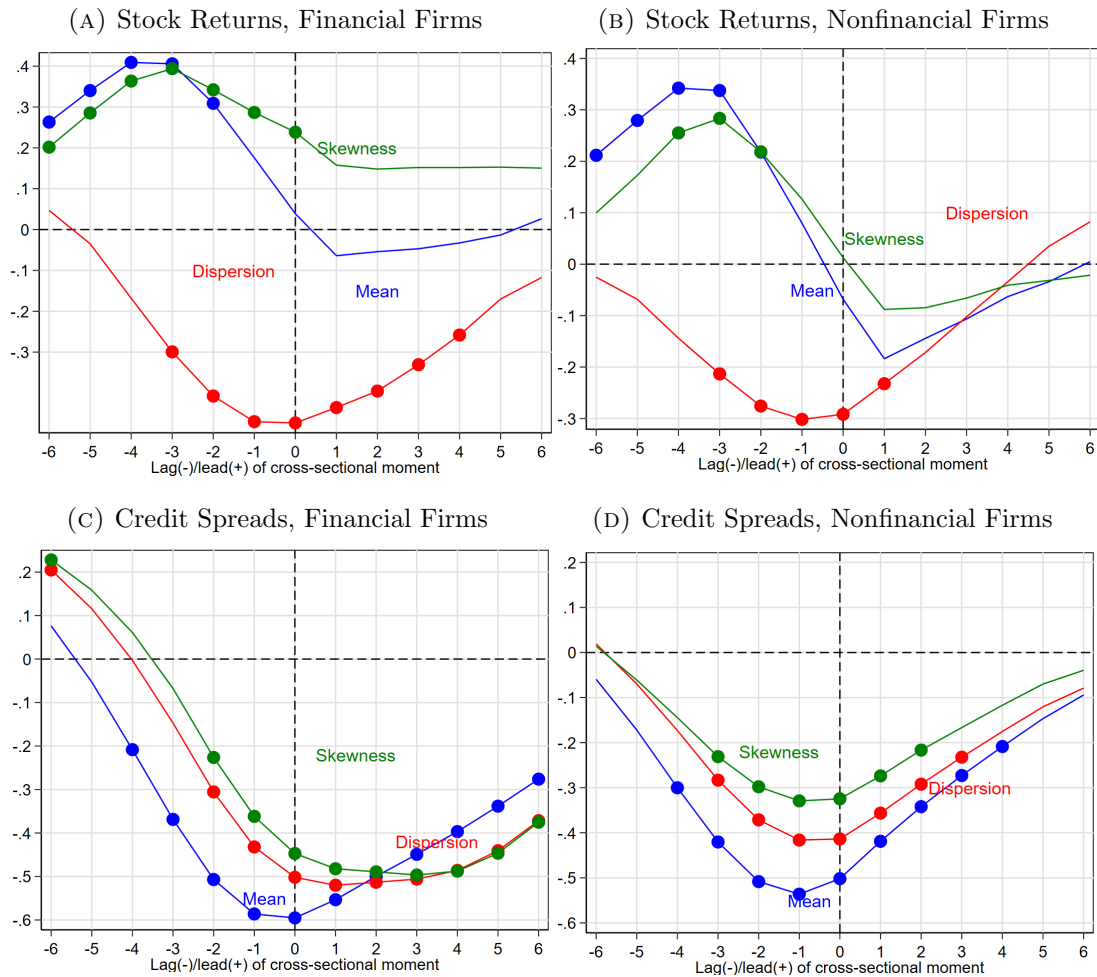 (A) Stock Returns, Financial Firms
.4
.3
.2
.1
0
-.1
-.3
Skewness
Dispersion
Mean
-6 -5 -4 -3 -2 -1 0 1 2 3 4 5 6
Lag(-)/lead(+) of cross-sectional moment
(B) Stock Returns, Nonfinancial Firms
.4
.3
.2
.1
0
-.1
-.2
-.3
Dispersion
Skewness
Mean
-6 -5 -4 -3 -2 -1 0 1 2 3 4 5 6
Lag(-)/lead(+) of cross-sectional moment
(C) Credit Spreads, Financial Firms
.2
.1
0
-.1
-.2
-.3
-.4
-.5
-.6
Skewness
Dispersion
Mean
-6 -5 -4 -3 -2 -1 0 1 2 3 4 5 6
Lag(-)/lead(+) of cross-sectional moment
(D) Credit Spreads, Nonfinancial Firms
.2
.1
0
-.1
-.2
-.3
-.4
-.5
-.6
Skewness
Dispersion
Mean
-6 -5 -4 -3 -2 -1 0 1 2 3 4 5 6
Lag(-)/lead(+) of cross-sectional moment